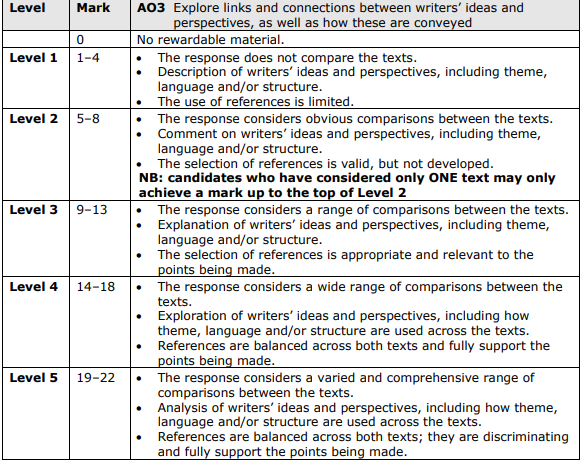 Level Mark AO3 Explore links and connections between writers’ ideas and
perspectives, as well as how these are conveyed
0 No rewardable material.
Level 1 1–4 • The response does not compare the texts.
• Description of writers’ ideas and perspectives, including theme,
language and/or structure.
• The use of references is limited.
Level 2 5–8 • The response considers obvious comparisons between the texts.
• Comment on writers’ ideas and perspectives, including theme,
language and/or structure.
• The selection of references is valid, but not developed.
NB: candidates who have considered only ONE text may only
achieve a mark up to the top of Level 2
Level 3 9–13 • The response considers a range of comparisons between the texts.
• Explanation of writers’ ideas and perspectives, including theme,
language and/or structure.
• The selection of references is appropriate and relevant to the
points being made.
Level 4 14–18 • The response considers a wide range of comparisons between the
texts.
• Exploration of writers’ ideas and perspectives, including how
theme, language and/or structure are used across the texts.
• References are balanced across both texts and fully support the
points being made.
Level 5 19–22 • The response considers a varied and comprehensive range of
comparisons between the texts.
• Analysis of writers’ ideas and perspectives, including how theme,
language and/or structure are used across the texts.
• References are balanced across both texts; they are discriminating
and fully support the points being made.